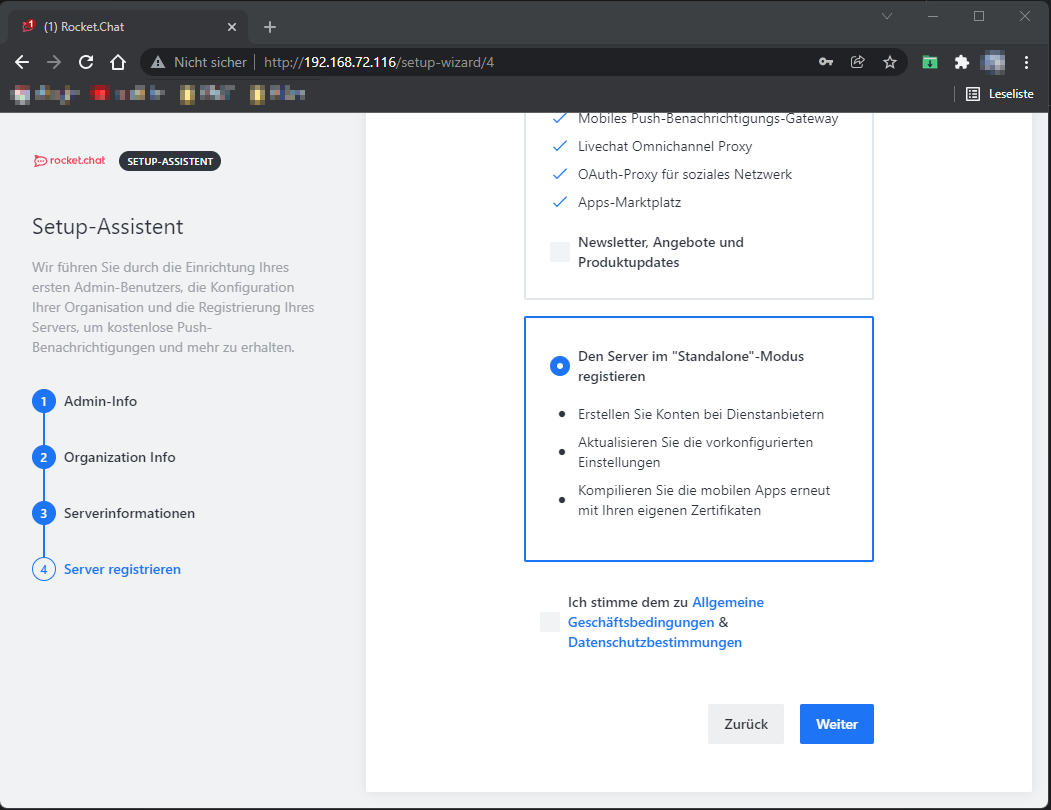 (1) Rocket.Chat
Nicht sicher | http://192.168.72.116/setup-wizard/4
Leseliste
rocket.chat
SETUP-ASSISTENT
Setup-Assistent
Wir führen Sie durch die Einrichtung Ihres
ersten Admin-Benutzers, die Konfiguration
Ihrer Organisation und die Registrierung Ihres
Servers, um kostenlose Push-
Benachrichtigungen und mehr zu erhalten.
1 Admin-Info
2 Organization Info
3 Serverinformationen
4 Server registrieren
Mobiles Push-Benachrichtigungs-Gateway
Livechat Omnichannel Proxy
OAuth-Proxy für soziales Netzwerk
Apps-Marktplatz
Newsletter, Angebote und
Produktupdates
Den Server im "Standalone"-Modus
registieren
Erstellen Sie Konten bei Dienstanbietern
Aktualisieren Sie die vorkonfigurierten
Einstellungen
Kompilieren Sie die mobilen Apps erneut
mit Ihren eigenen Zertifikaten
Ich stimme dem zu Allgemeine
Geschäftsbedingungen &
Datenschutzbestimmungen
Zurück
Weiter